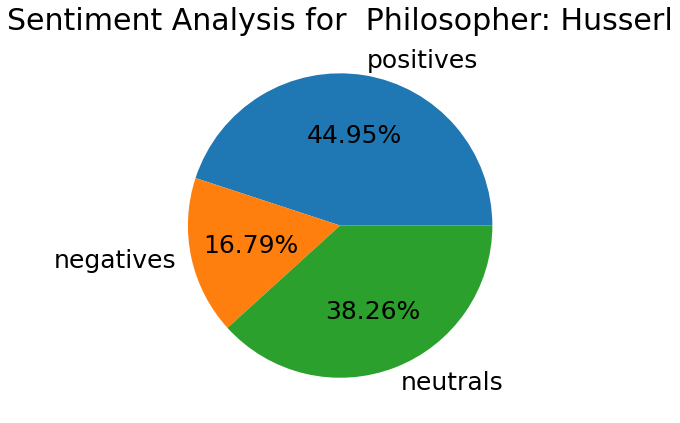 Sentiment Analysis for  Philosopher: Husserl
positives
44.95%
16.79%
negatives
38.26%
neutrals